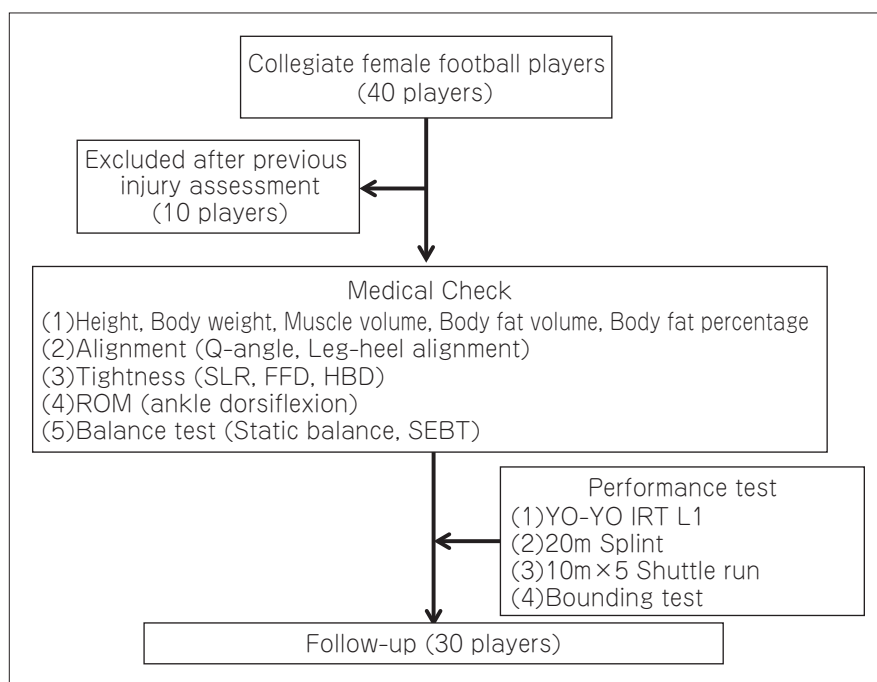 Collegiate female football players
(40 players)
Excluded after previous
injury assessment
(10 players)
Medical Check
(1)Height, Body weight, Muscle volume, Body fat volume, Body fat percentage
(2)Alignment (Q-angle, Leg-heel alignment)
(3)Tightness (SLR, FFD, HBD)
(4)ROM (ankle dorsiflexion)
(5)Balance test (Static balance, SEBT)
Performance test
(1)YO-YO IRT L1
(2)20m Splint
(3)10m×5 Shuttle run
(4)Bounding test
Follow-up (30 players)